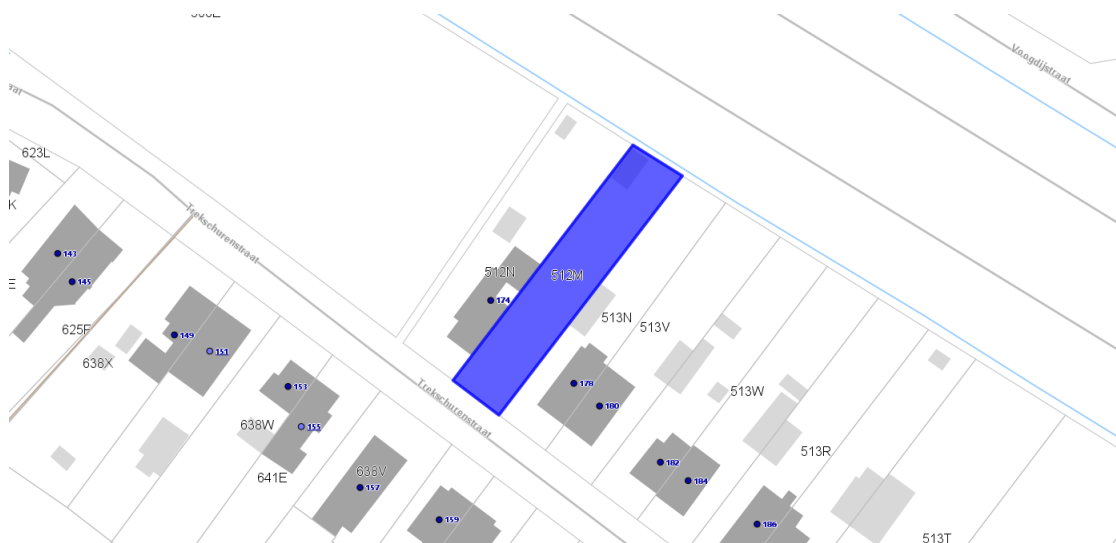 Voogdijstraat
623L
K
143
145
Trekschurenstraat
512N
512M
174
513N
513V
625F
149
151
638X
153
155
638W
641E
638V
157
159
Trekschurenstraat
178
180
513W
182
184
513R
186
513T